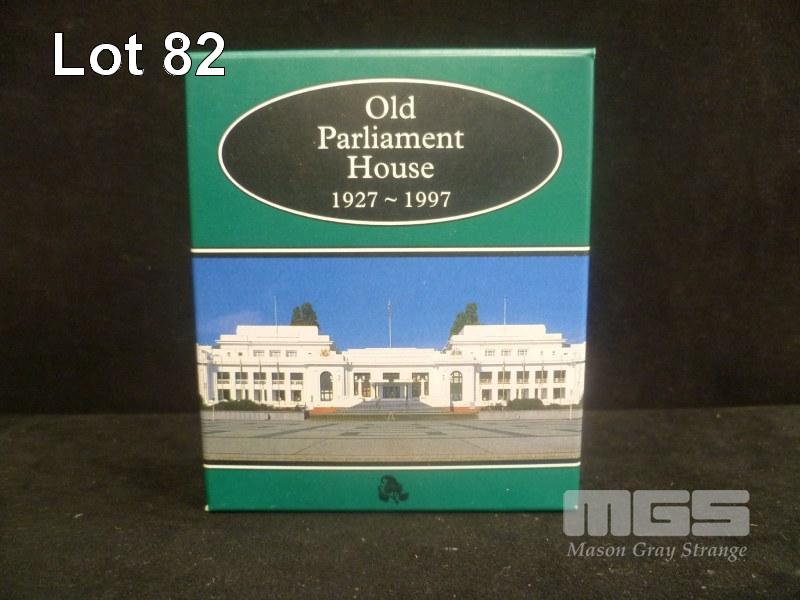 Lot 82
Old
Parliament
House
1927 ~ 1997
MGS
Mason Gray Strange